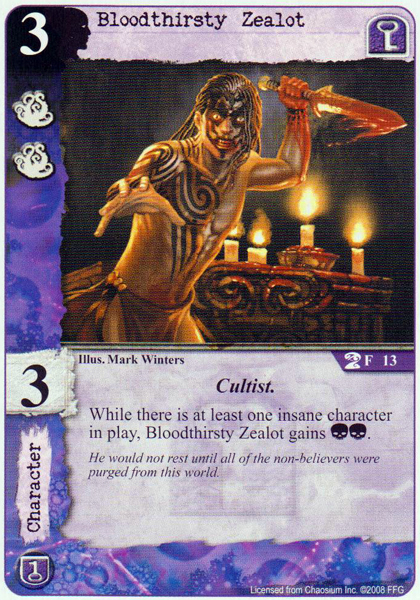 3
Bloodthirsty Zealot
Illus. Mark Winters
F 13
3
Cultist.
While there is at least one insane character
in play, Bloodthirsty Zealot gains
.
He would not rest until all of the non-believers were
purged from this world.
Character
Licensed from Chaosium Inc. ©2008 FFG